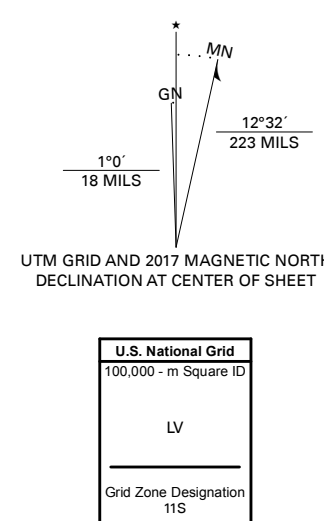 ★
MN
GN
12°32´
223 MILS
1°0´
18 MILS
UTM GRID AND 2017 MAGNETIC NORTH
DECLINATION AT CENTER OF SHEET
U.S. National Grid
100,000 - m Square ID
LV
Grid Zone Designation
11S